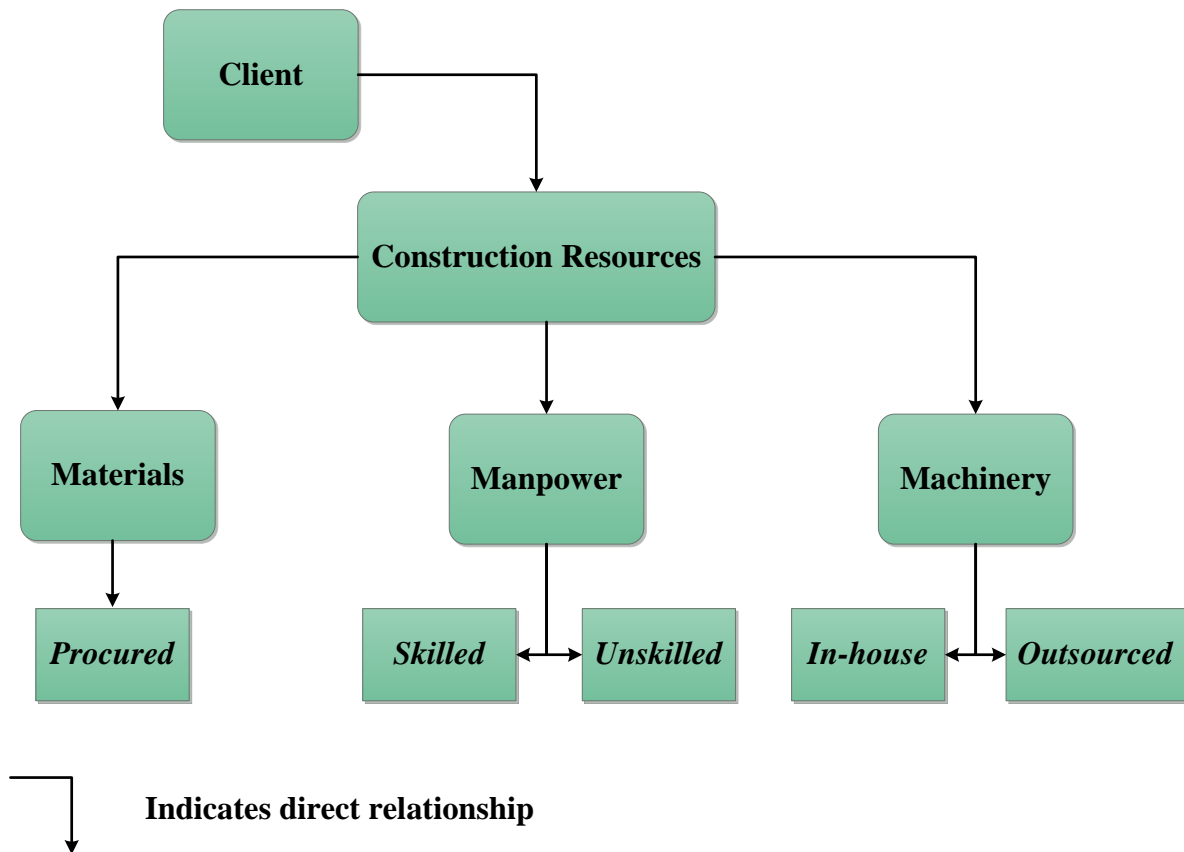 Client
Construction Resources
Materials
Manpower
Machinery
Procured
Skilled
Unskilled
In-house
Outsourced
Indicates direct relationship